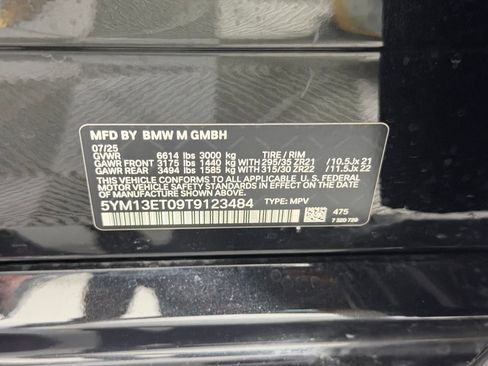 MFD BY BMW M GMBH
07/25
GVWR 6614 lbs 3000 kg TIRE / RIM
GAWR FRONT 3175 lbs 1440 kg 295/35 ZR21 /10.5Jx 21
GAWR REAR 3494 lbs 1585 kg 315/30 ZR22 /11.5Jx 22
THIS VEHICLE CONFORMS TO ALL APPLICABLE U.S. FEDERAL
MOTOR VEHICLE SAFETY STANDARDS IN EFFECT ON THE
DATE OF MANUFACTURE SHOWN ABOVE.
5YM13ET09T9123484 TYPE: MPV
475
7 320 729